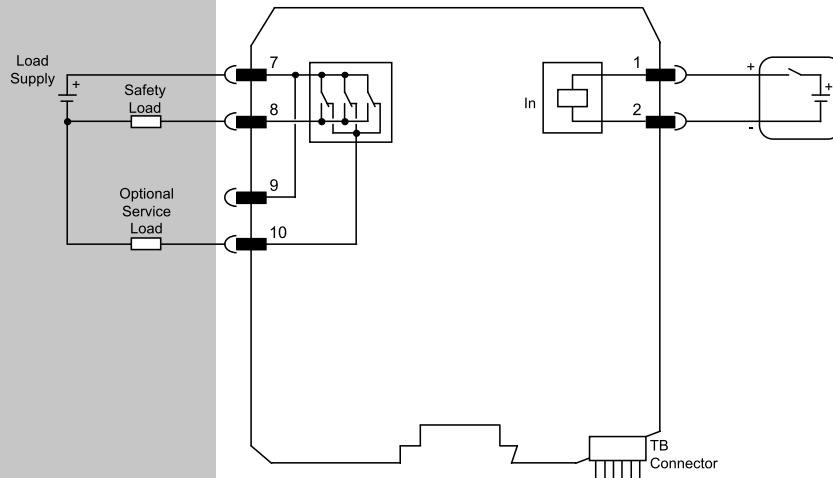 Load
Supply
+
Safety
Load
7
8
9
10
Optional
Service
Load
In
1
2
+
-
+
TB
Connector